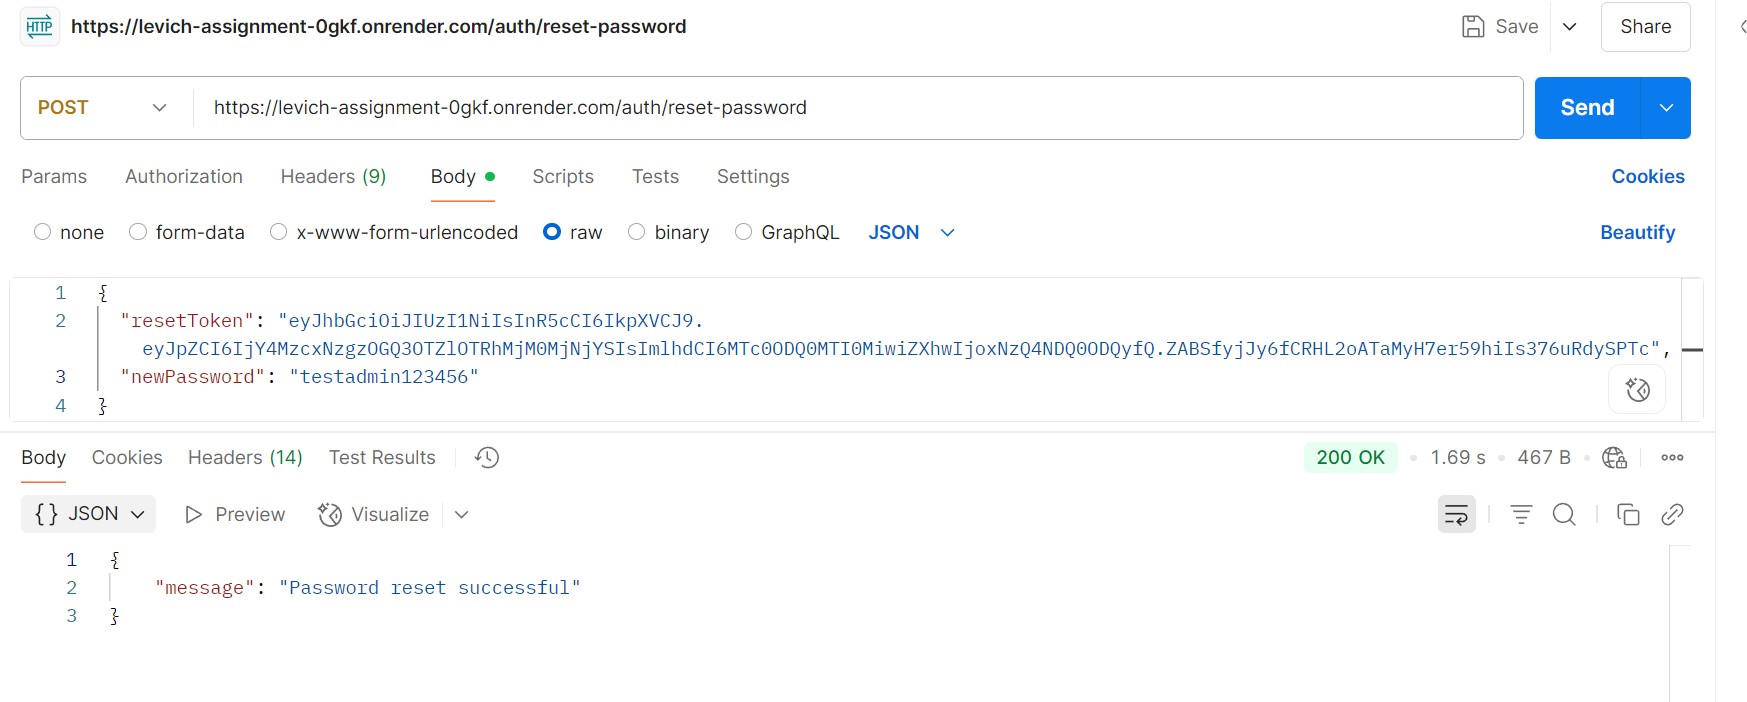 HTTP https://levich-assignment-0gkf.onrender.com/auth/reset-password Save Share
POST https://levich-assignment-0gkf.onrender.com/auth/reset-password Send
Params Authorization Headers (9) Body Scripts Tests Settings Cookies
none form-data x-www-form-urlencoded raw binary GraphQL JSON Beautify
1 {
2 "resetToken": "eyJhbGciOiJIUzI1NiIsInR5cCI6IkpXVCJ9.
eyJpZCI6IjY4MzcxNzgzOGQ3OTZlOTRhMjM0MjNjYSIsImlhdCI6MTc0ODQ0MTI0MiwiZXhwIjoxNzQ4NDQ0ODQyfQ.ZABSfyjJy6fCRHL2oATaMyH7er59hiIs376uRdySPTc",
3 "newPassword": "testadmin123456"
4 }
Body Cookies Headers (14) Test Results 200 OK 1.69 s 467 B
{} JSON Preview Visualize
1 {
2 "message": "Password reset successful"
3 }